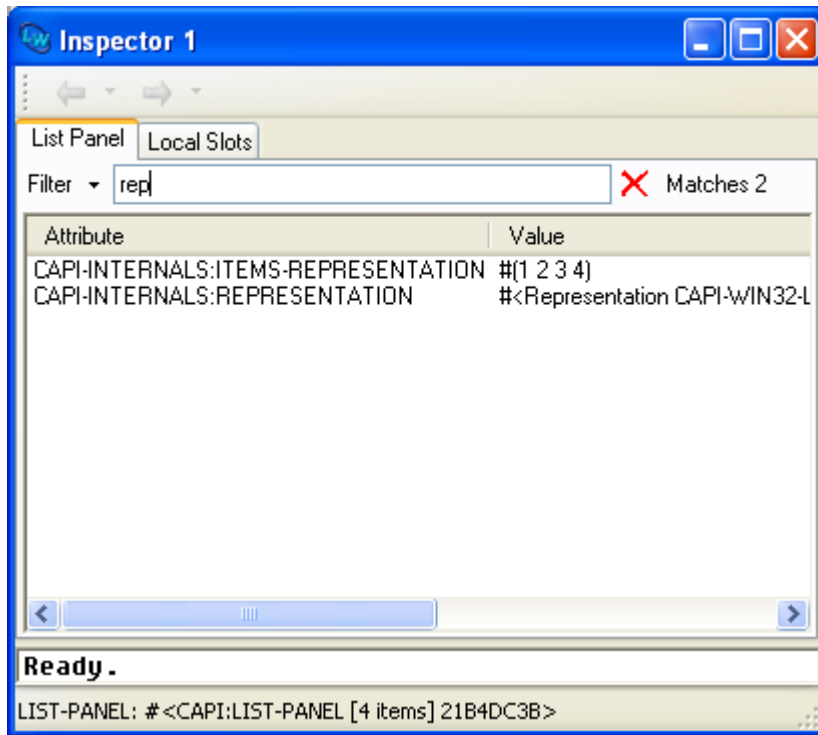 Inspector 1
List Panel Local Slots
Filter rep Matches 2
Attribute Value
CAPI-INTERNALS:ITEMS-REPRESENTATION #(1 2 3 4)
CAPI-INTERNALS:REPRESENTATION #<Representation CAPI-WIN32-L
Ready.
LIST-PANEL: #<CAPI:LIST-PANEL [4 items] 21B4DC3B>